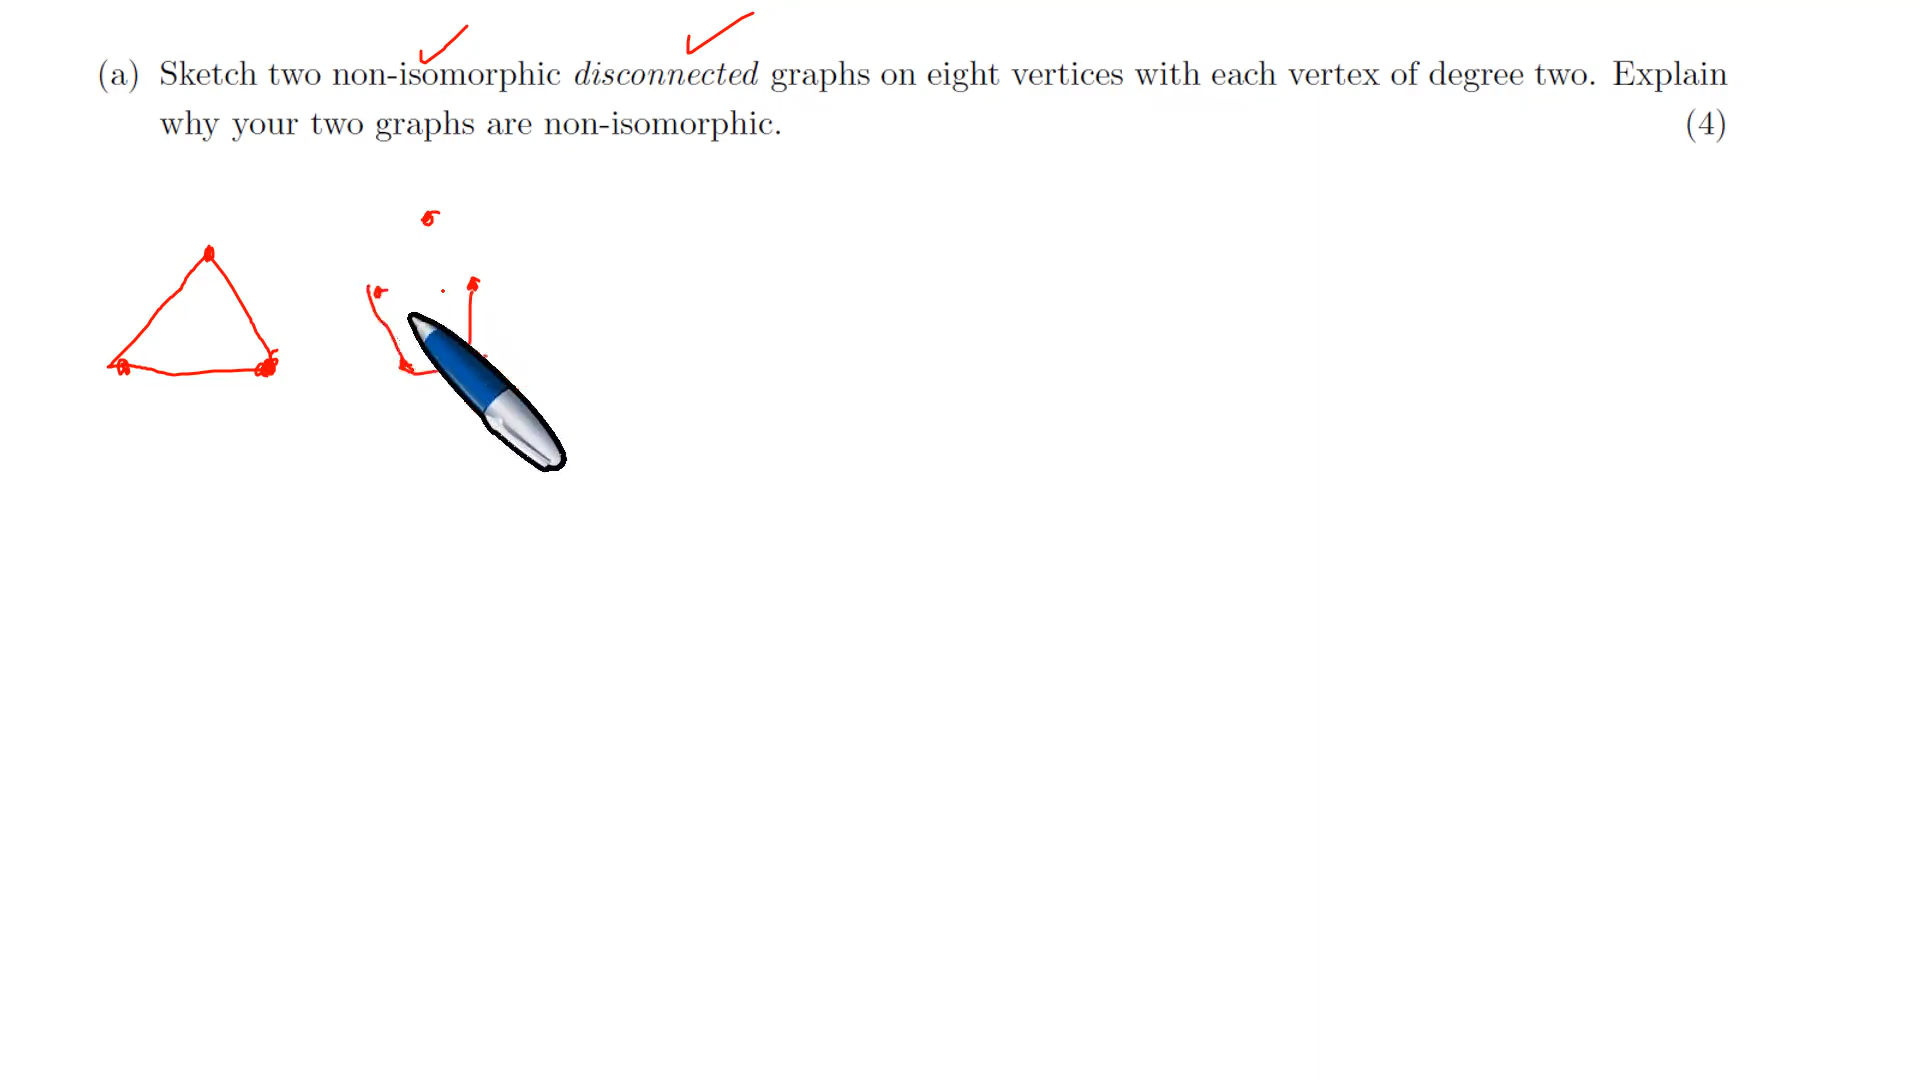 (a) Sketch two non-isomorphic disconnected graphs on eight vertices with each vertex of degree two. Explain
why your two graphs are non-isomorphic. (4)